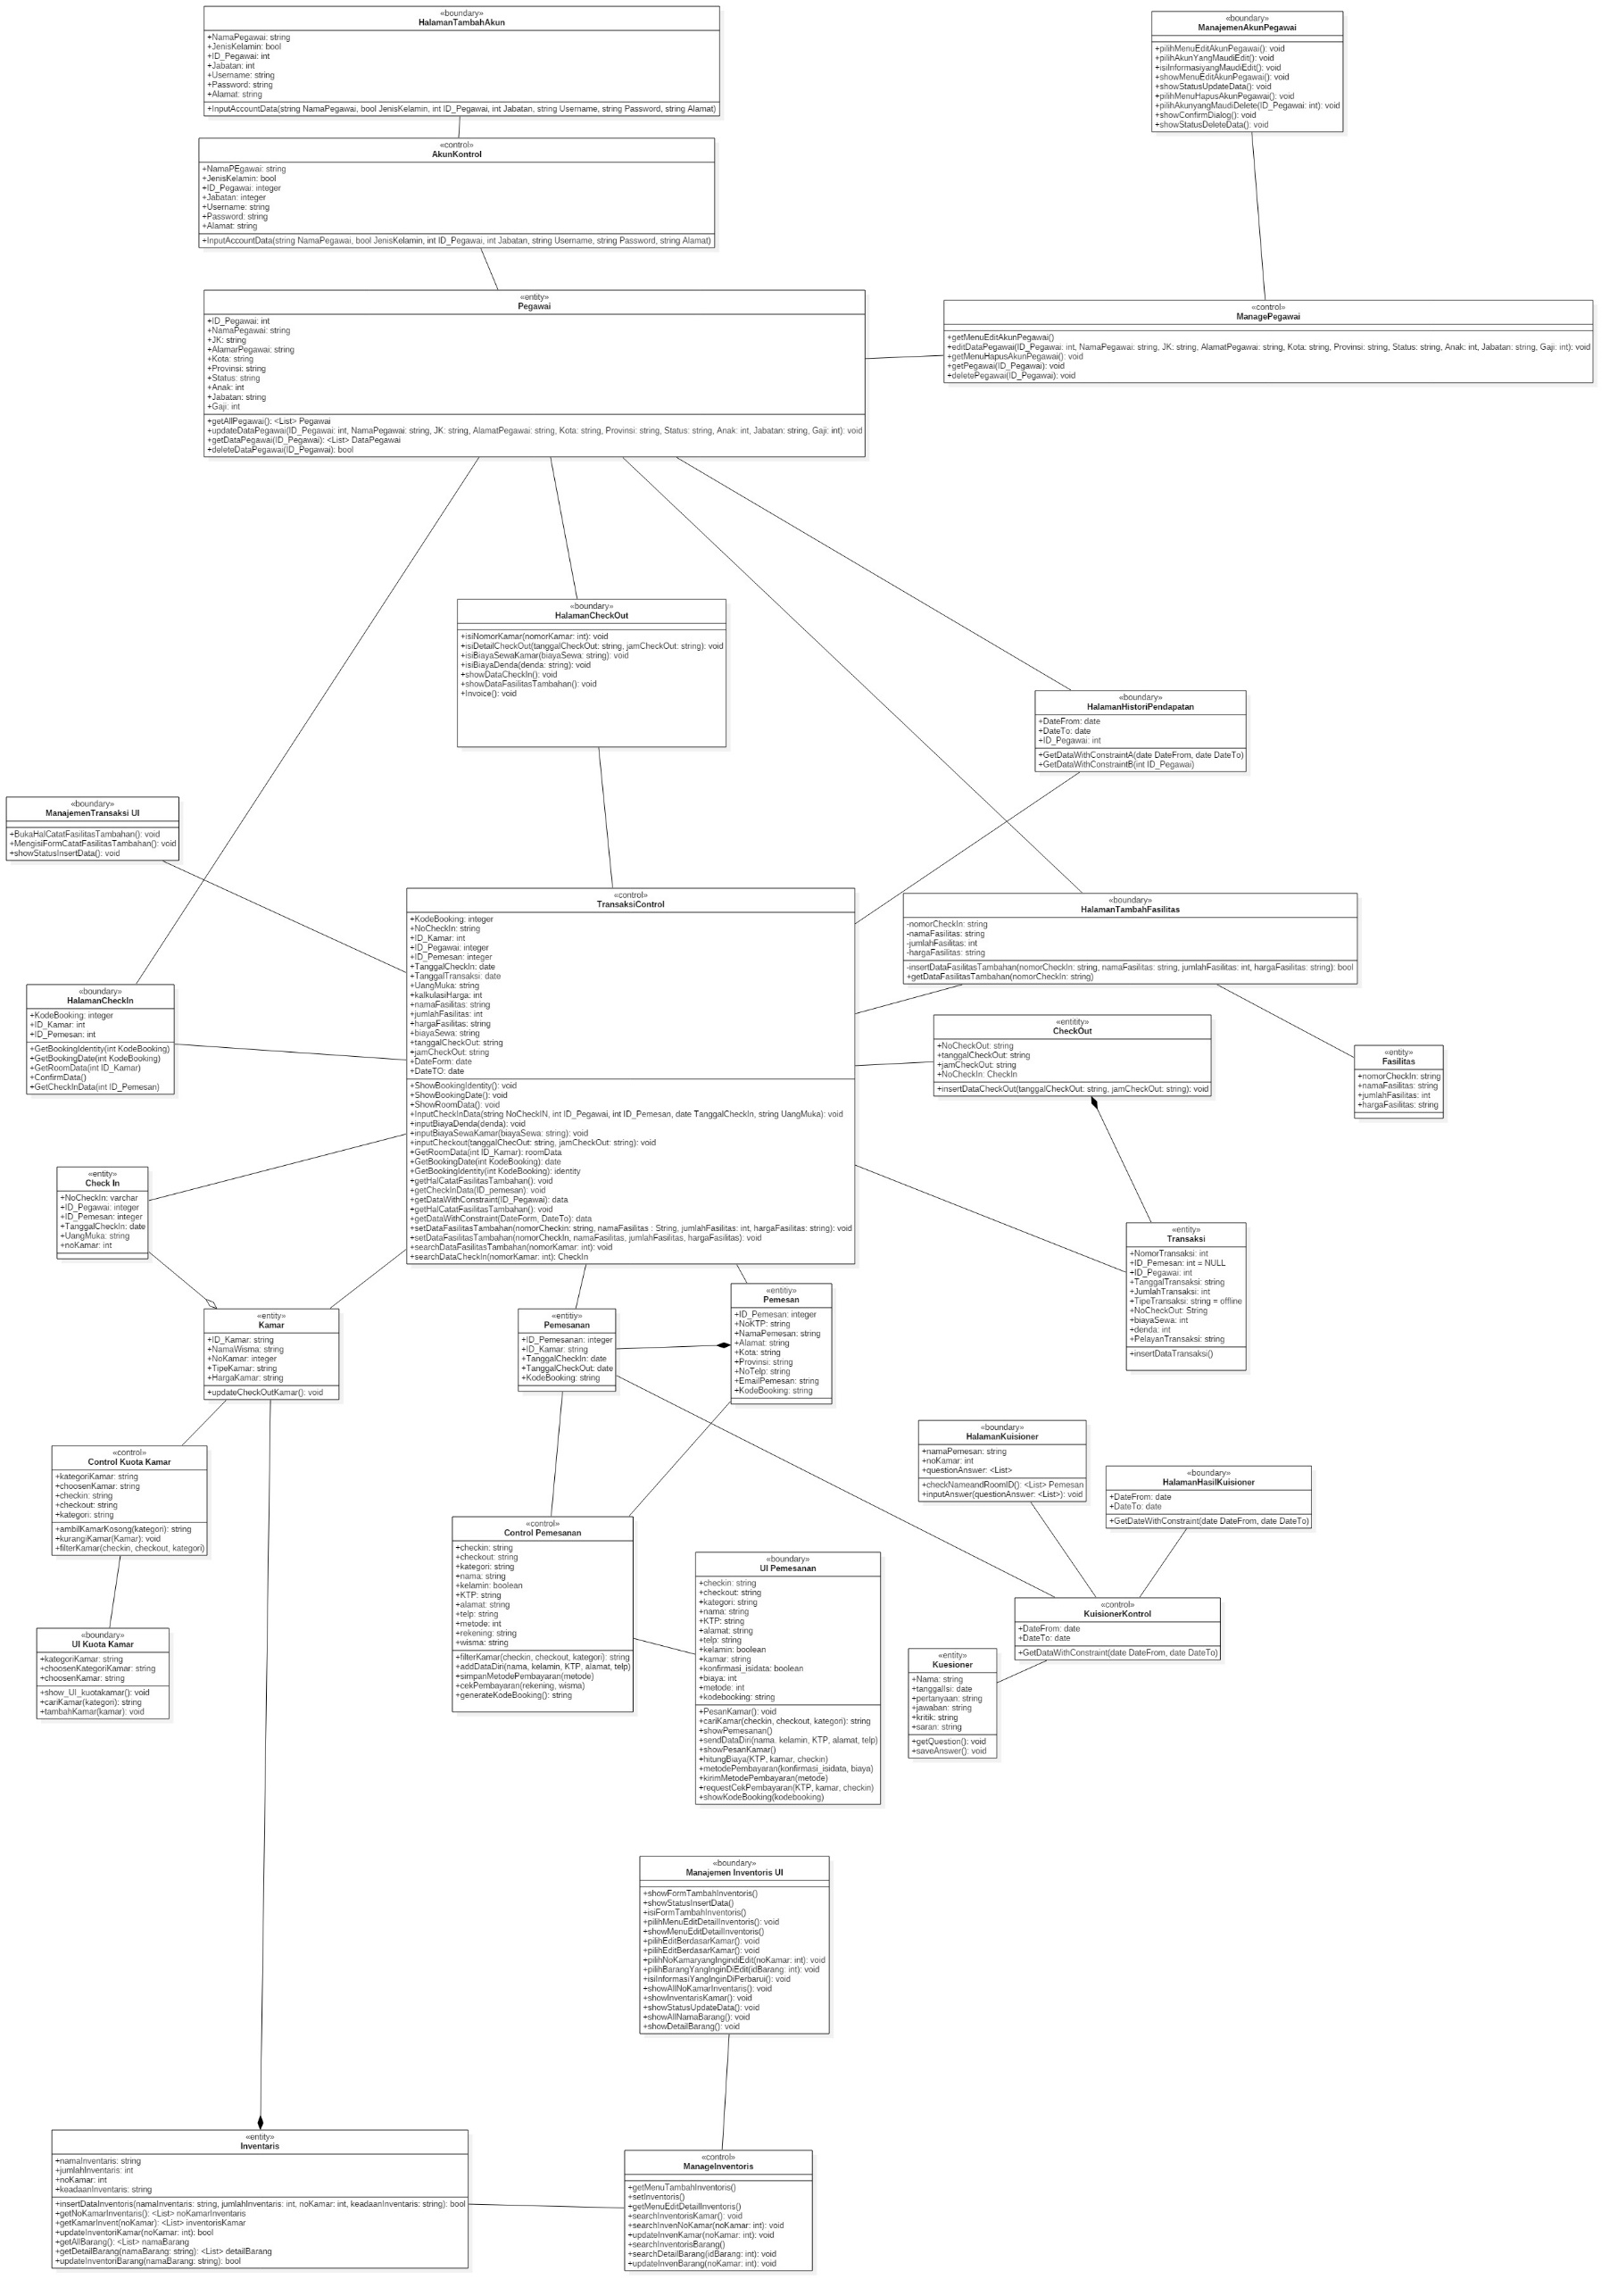 «boundary»
HalamanTambahAkun
+NamaPegawai: string
+JenisKelamin: bool
+ID_Pegawai: int
+Jabatan: int
+Username: string
+Password: string
+Alamat: string
+InputAccountData(string NamaPegawai, bool JenisKelamin, int ID_Pegawai, int Jabatan, string Username, string Password, string Alamat)
«boundary»
ManajemenAkunPegawai
+pilihMenuEditAkunPegawai(): void
+pilihAkunYangMaudiEdit(): void
+isiInformasiyangMaudiEdit(): void
+showMenuEditAkunPegawai(): void
+showStatusUpdateData(): void
+pilihMenuHapusAkunPegawai(): void
+pilihAkunyangMaudiDelete(ID_Pegawai: int): void
+showConfirmDialog(): void
+showStatusDeleteData(): void
«control»
AkunKontrol
+NamaPEgawai: string
+JenisKelamin: bool
+ID_Pegawai: integer
+Jabatan: integer
+Username: string
+Password: string
+Alamat: string
+InputAccountData(string NamaPegawai, bool JenisKelamin, int ID_Pegawai, int Jabatan, string Username, string Password, string Alamat)
«entity»
Pegawai
+ID_Pegawai: int
+NamaPegawai: string
+JK: string
+AlamarPegawai: string
+Kota: string
+Provinsi: string
+Status: string
+Anak: int
+Jabatan: string
+Gaji: int
+getAllPegawai(): <List> Pegawai
+updateDataPegawai(ID_Pegawai: int, NamaPegawai: string, JK: string, AlamatPegawai: string, Kota: string, Provinsi: string, Status: string, Anak: int, Jabatan: string, Gaji: int): void
+getDataPegawai(ID_Pegawai): <List> DataPegawai
+deleteDataPegawai(ID_Pegawai): bool
«control»
ManagePegawai
+getMenuEditAkunPegawai()
+editDataPegawai(ID_Pegawai: int, NamaPegawai: string, JK: string, AlamatPegawai: string, Kota: string, Provinsi: string, Status: string, Anak: int, Jabatan: string, Gaji: int): void
+getMenuHapusAkunPegawai(): void
+getPegawai(ID_Pegawai): void
+deletePegawai(ID_Pegawai): void
«boundary»
HalamanCheckOut
+isiNomorKamar(nomorKamar: int): void
+isiDetailCheckOut(tanggalCheckOut: string, jamCheckOut: string): void
+isiBiayaSewaKamar(biayaSewa: string): void
+isiBiayaDenda(denda: string): void
+showDataCheckIn(): void
+showDataFasilitasTambahan(): void
+Invoice(): void
«boundary»
HalamanHistoriPendapatan
+DateFrom: date
+DateTo: date
+ID_Pegawai: int
+GetDataWithConstraintA(date DateFrom, date DateTo)
+GetDataWithConstraintB(int ID_Pegawai)
«boundary»
ManajemenTransaksi UI
+BukaHalCatatFasilitasTambahan(): void
+MengisiFormCatatFasilitasTambahan(): void
+showStatusInsertData(): void
«control»
TransaksiControl
+KodeBooking: integer
+NoCheckIn: string
+ID_Kamar: int
+ID_Pegawai: integer
+ID_Pemesan: integer
+TanggalCheckIn: date
+TanggalTransaksi: date
+UangMuka: string
+kalkulasiHarga: int
+namaFasilitas: string
+jumlahFasilitas: int
+hargaFasilitas: string
+biayaSewa: string
+tanggalCheckOut: string
+jamCheckOut: string
+DateForm: date
+DateTO: date
+ShowBookingIdentity(): void
+ShowBookingDate(): void
+ShowRoomData(): void
+InputCheckInData(string NoCheckIN, int ID_Pegawai, int ID_Pemesan, date TanggalCheckIn, string UangMuka): void
+inputBiayaDenda(denda): void
+inputBiayaSewaKamar(biayaSewa: string): void
+inputCheckout(tanggalChecOut: string, jamCheckOut: string): void
+GetRoomData(int ID_Kamar): roomData
+GetBookingDate(int KodeBooking): date
+GetBookingIdentity(int KodeBooking): identity
+getHalCatatFasilitasTambahan(): void
+getCheckInData(ID_pemesan): void
+getDataWithConstraint(ID_Pegawai): data
+getHalCatatFasilitasTambahan(): void
+getDataWithConstraint(DateForm, DateTo): data
+setDataFasilitasTambahan(nomorCheckin: string, namaFasilitas : String, jumlahFasilitas: int, hargaFasilitas: string): void
+setDataFasilitasTambahan(nomorCheckIn, namaFasilitas, jumlahFasilitas, hargaFasilitas): void
+searchDataFasilitasTambahan(nomorKamar: int): void
+searchDataCheckIn(nomorKamar: int): CheckIn
«boundary»
HalamanTambahFasilitas
-nomorCheckIn: string
-namaFasilitas: string
-jumlahFasilitas: int
-hargaFasilitas: string
-insertDataFasilitasTambahan(nomorCheckIn: string, namaFasilitas: string, jumlahFasilitas: int, hargaFasilitas: string): bool
+getDataFasilitasTambahan(nomorCheckIn: string)
«boundary»
HalamanCheckIn
+KodeBooking: integer
+ID_Kamar: int
+ID_Pemesan: int
+GetBookingIdentity(int KodeBooking)
+GetBookingDate(int KodeBooking)
+GetRoomData(int ID_Kamar)
+ConfirmData()
+GetCheckInData(int ID_Pemesan)
«entitity»
CheckOut
+NoCheckOut: string
+tanggalCheckOut: string
+jamCheckOut: string
+NoCheckIn: CheckIn
+insertDataCheckOut(tanggalCheckOut: string, jamCheckOut: string): void
«entity»
Fasilitas
+nomorCheckIn: string
+namaFasilitas: string
+jumlahFasilitas: int
+hargaFasilitas: string
«entity»
Check In
+NoCheckIn: varchar
+ID_Pegawai: integer
+ID_Pemesan: integer
+TanggalCheckIn: date
+UangMuka: string
+noKamar: int
«entity»
Transaksi
+NomorTransaksi: int
+ID_Pemesan: int = NULL
+ID_Pegawai: int
+TanggalTransaksi: string
+JumlahTransaksi: int
+TipeTransaksi: string = offline
+NoCheckOut: String
+biayaSewa: int
+denda: int
+PelayanTransaksi: string
+insertDataTransaksi()
«entity»
Kamar
+ID_Kamar: string
+NamaWisma: string
+NoKamar: integer
+TipeKamar: string
+HargaKamar: string
+updateCheckOutKamar(): void
«entitiy»
Pemesanan
+ID_Pemesanan: integer
+ID_Kamar: string
+TanggalCheckIn: date
+TanggalCheckOut: date
+KodeBooking: string
«entitiy»
Pemesan
+ID_Pemesan: integer
+NoKTP: string
+NamaPemesan: string
+Alamat: string
+Kota: string
+Provinsi: string
+NoTelp: string
+EmailPemesan: string
+KodeBooking: string
«control»
Control Kuota Kamar
+kategoriKamar: string
+choosenKamar: string
+checkin: string
+checkout: string
+kategori: string
+ambilKamarKosong(kategori): string
+kurangiKamar(Kamar): void
+filterKamar(checkin, checkout, kategori)
«boundary»
HalamanKuisioner
+namaPemesan: string
+noKamar: int
+questionAnswer: <List>
+checkNameandRoomID(): <List> Pemesan
+inputAnswer(questionAnswer: <List>): void
«boundary»
HalamanHasilKuisioner
+DateFrom: date
+DateTo: date
+GetDateWithConstraint(date DateFrom, date DateTo)
«control»
Control Pemesanan
+checkin: string
+checkout: string
+kategori: string
+nama: string
+kelamin: boolean
+KTP: string
+alamat: string
+telp: string
+metode: int
+rekening: string
+wisma: string
+filterKamar(checkin, checkout, kategori): string
+addDataDiri(nama, kelamin, KTP, alamat, telp)
+simpanMetodePembayaran(metode)
+cekPembayaran(rekening, wisma)
+generateKodeBooking(): string
«boundary»
UI Pemesanan
+checkin: string
+checkout: string
+kategori: string
+nama: string
+KTP: string
+alamat: string
+telp: string
+kelamin: boolean
+kamar: string
+konfirmasi_isidata: boolean
+biaya: int
+metode: int
+kodebooking: string
+PesanKamar(): void
+cariKamar(checkin, checkout, kategori): string
+showPemesanan()
+sendDataDiri(nama. kelamin, KTP, alamat, telp)
+showPesanKamar()
+hitungBiaya(KTP, kamar, checkin)
+metodePembayaran(konfirmasi_isidata, biaya)
+kirimMetodePembayaran(metode)
+requestCekPembayaran(KTP, kamar, checkin)
+showKodeBooking(kodebooking)
«control»
KuisionerKontrol
+DateFrom: date
+DateTo: date
+GetDataWithConstraint(date DateFrom, date DateTo)
«boundary»
UI Kuota Kamar
+kategoriKamar: string
+choosenKategoriKamar: string
+choosenKamar: string
+show_UI_kuotakamar(): void
+cariKamar(kategori): string
+tambahKamar(kamar): void
«entity»
Kuesioner
+Nama: string
+tanggalIsi: date
+pertanyaan: string
+jawaban: string
+kritik: string
+saran: string
+getQuestion(): void
+saveAnswer(): void
«boundary»
Manajemen Inventoris UI
+showFormTambahInventoris()
+showStatusInsertData()
+isiFormTambahInventoris()
+pilihMenuEditDetailInventoris(): void
+showMenuEditDetailInventoris()
+pilihEditBerdasarKamar(): void
+pilihEditBerdasarKamar(): void
+pilihNoKamaryangIngindiEdit(noKamar: int): void
+pilihBarangYangInginDiEdit(idBarang: int): void
+isiInformasiYangInginDiPerbarui(): void
+showAllNoKamarInventaris(): void
+showInventarisKamar(): void
+showStatusUpdateData(): void
+showAllNamaBarang(): void
+showDetailBarang(): void
«entity»
Inventaris
+namaInventaris: string
+jumlahInventaris: int
+noKamar: int
+keadaanInventaris: string
+insertDataInventoris(namaInventaris: string, jumlahInventaris: int, noKamar: int, keadaanInventaris: string): bool
+getNoKamarInventaris(): <List> noKamarInventaris
+getKamarInvent(noKamar): <List> inventorisKamar
+updateInventoriKamar(noKamar: int): bool
+getAllBarang(): <List> namaBarang
+getDetailBarang(namaBarang: string): <List> detailBarang
+updateInventoriBarang(namaBarang: string): bool
«control»
ManageInventoris
+getMenuTambahInventoris()
+setInventoris()
+getMenuEditDetailInventoris()
+searchInventorisKamar(): void
+searchInvenNoKamar(noKamar: int): void
+updateInvenKamar(noKamar: int): void
+searchInventorisBarang()
+searchDetailBarang(idBarang: int): void
+updateInvenBarang(noKamar: int): void